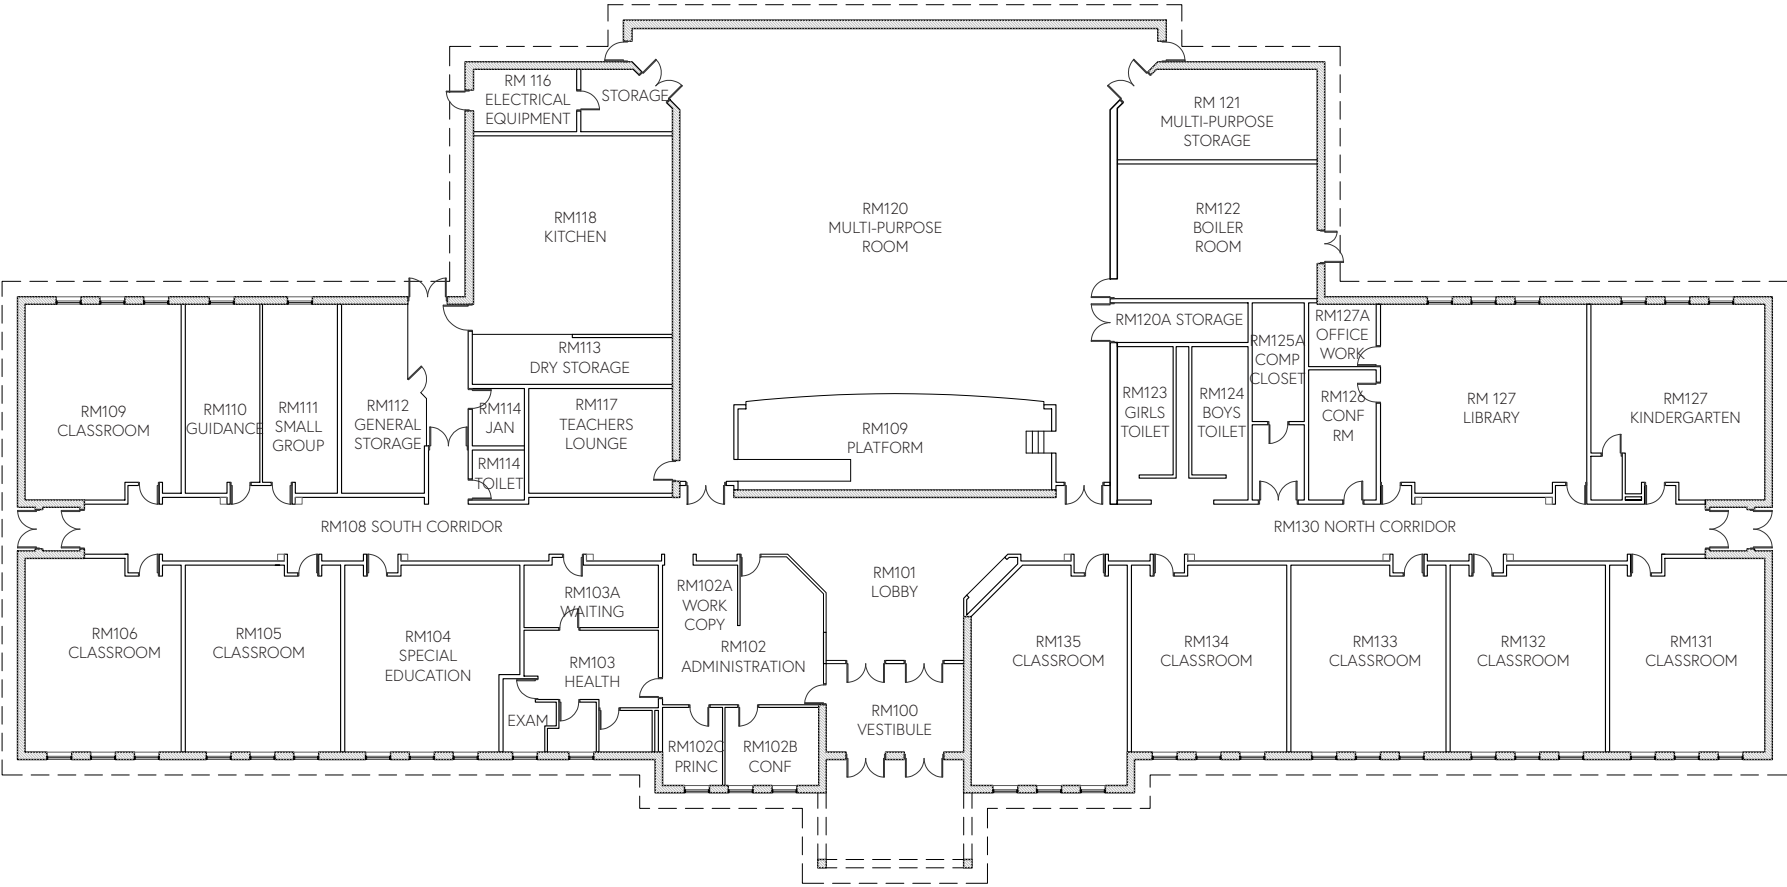 RM 116
ELECTRICAL
EQUIPMENT
STORAGE
RM 121
MULTI-PURPOSE
STORAGE
RM118
KITCHEN
RM120
MULTI-PURPOSE
ROOM
RM122
BOILER
ROOM
RM113
DRY STORAGE
RM120A STORAGE
RM125A
COMP
CLOSET
RM127A
OFFICE
WORK
RM109
CLASSROOM
RM110
GUIDANCE
RM111
SMALL
GROUP
RM112
GENERAL
STORAGE
RM114
JAN
RM114
TOILET
RM117
TEACHERS
LOUNGE
RM109
PLATFORM
RM123
GIRLS
TOILET
RM124
BOYS
TOILET
RM126
CONF
RM
RM 127
LIBRARY
RM127
KINDERGARTEN
RM108 SOUTH CORRIDOR
RM130 NORTH CORRIDOR
RM106
CLASSROOM
RM105
CLASSROOM
RM104
SPECIAL
EDUCATION
RM103A
WAITING
RM103
HEALTH
EXAM
RM102A
WORK
COPY
RM102
ADMINISTRATION
RM102C
PRINC
RM102B
CONF
RM101
LOBBY
RM100
VESTIBULE
RM135
CLASSROOM
RM134
CLASSROOM
RM133
CLASSROOM
RM132
CLASSROOM
RM131
CLASSROOM